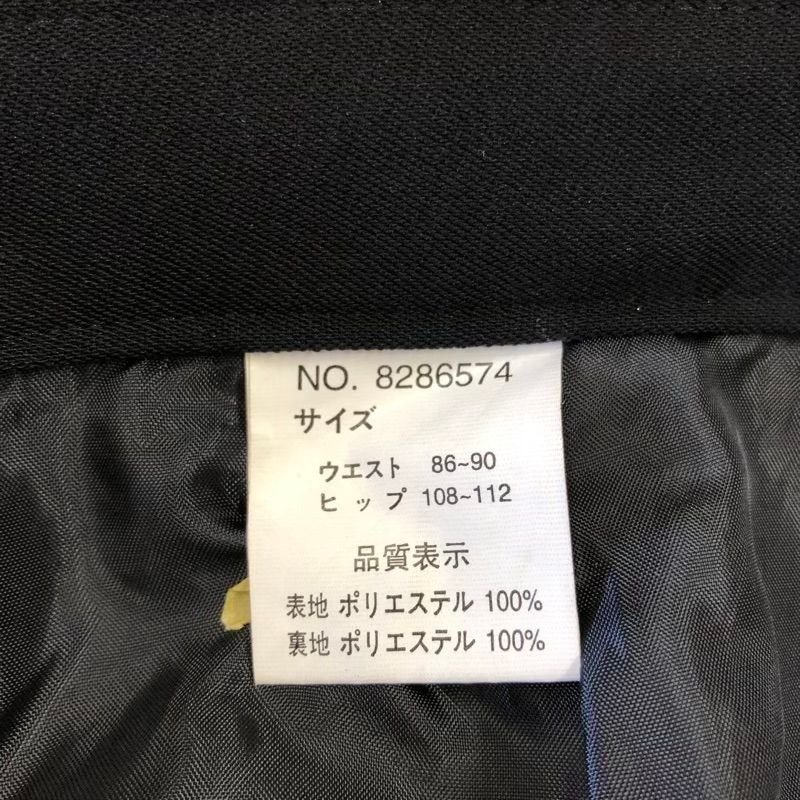 NO. 8286574
サイズ
ウエスト 86~90
ヒップ 108~112
品質表示
表地 ポリエステル 100%
裏地 ポリエステル 100%